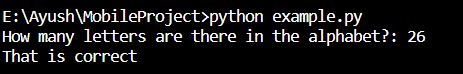 E:\Ayush\MobileProject>python example.py
How many letters are there in the alphabet?: 26
That is correct